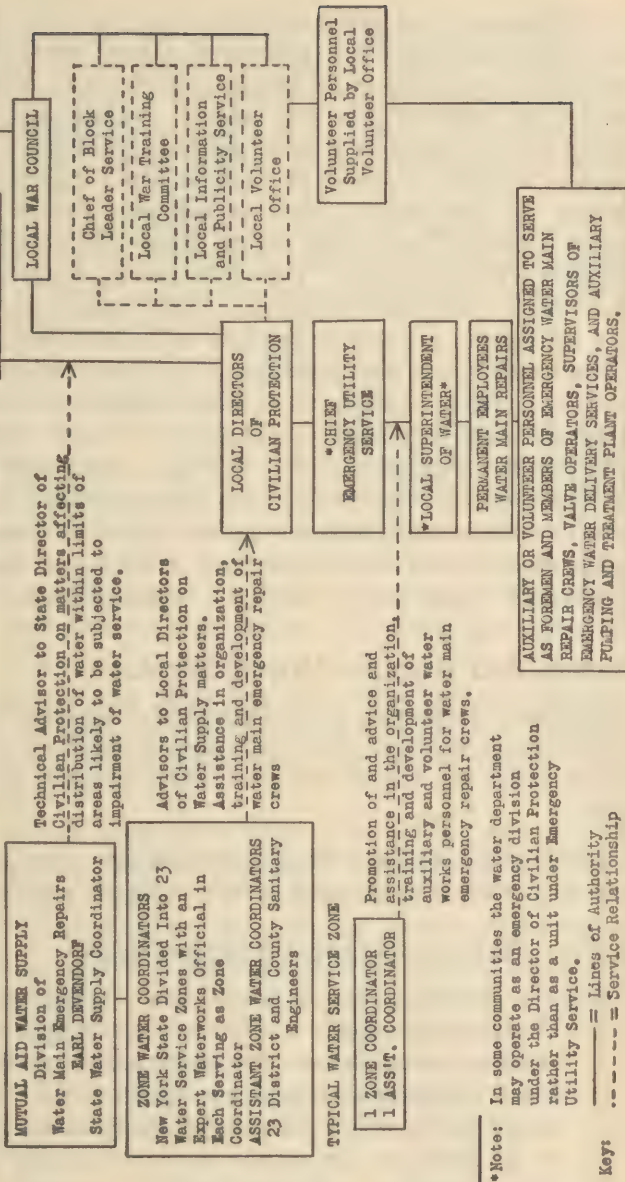 MUTUAL AID WATER SUPPLY
Division of
Water Main Emergency Repairs
EARL DEVENDORF
State Water Supply Coordinator
Technical Advisor to State Director of
Civilian Protection on matters affecting
distribution of water within limits of
areas likely to be subjected to
impairment of water service.
LOCAL WAR COUNCIL
Chief of Block
Leader Service
Local War Training
Committee
Local Information
and Publicity Service
Local Volunteer
Office
ZONE WATER COORDINATORS
New York State Divided Into 23
Water Service Zones with an
Expert Waterworks Official in
Each Serving as Zone
Coordinator
ASSISTANT ZONE WATER COORDINATORS
23 District and County Sanitary
Engineers
Advisors to Local Directors
of Civilian Protection on
Water Supply matters.
Assistance in organization,
training and development of
water main emergency repair
crews
LOCAL DIRECTORS
OF
CIVILIAN PROTECTION
Volunteer Personnel
Supplied by Local
Volunteer Office
*CHIEF
EMERGENCY UTILITY
SERVICE
TYPICAL WATER SERVICE ZONE
1 ZONE COORDINATOR
1 ASS'T. COORDINATOR
Promotion of and advice and
assistance in the organization,
training and development of
auxiliary and volunteer water
works personnel for water main
emergency repair crews.
*LOCAL SUPERINTENDENT
OF WATER*
PERMANENT EMPLOYEES
WATER MAIN REPAIRS
AUXILIARY OR VOLUNTEER PERSONNEL ASSIGNED TO SERVE
AS FOREMEN AND MEMBERS OF EMERGENCY WATER MAIN
REPAIR CREWS, VALVE OPERATORS, SUPERVISORS OF
EMERGENCY WATER DELIVERY SERVICES, AND AUXILIARY
PUMPING AND TREATMENT PLANT OPERATORS.
*Note: In some communities the water department
may operate as an emergency division
under the Director of Civilian Protection
rather than as a unit under Emergency
Utility Service.
Key: ——— = Lines of Authority
------ = Service Relationship